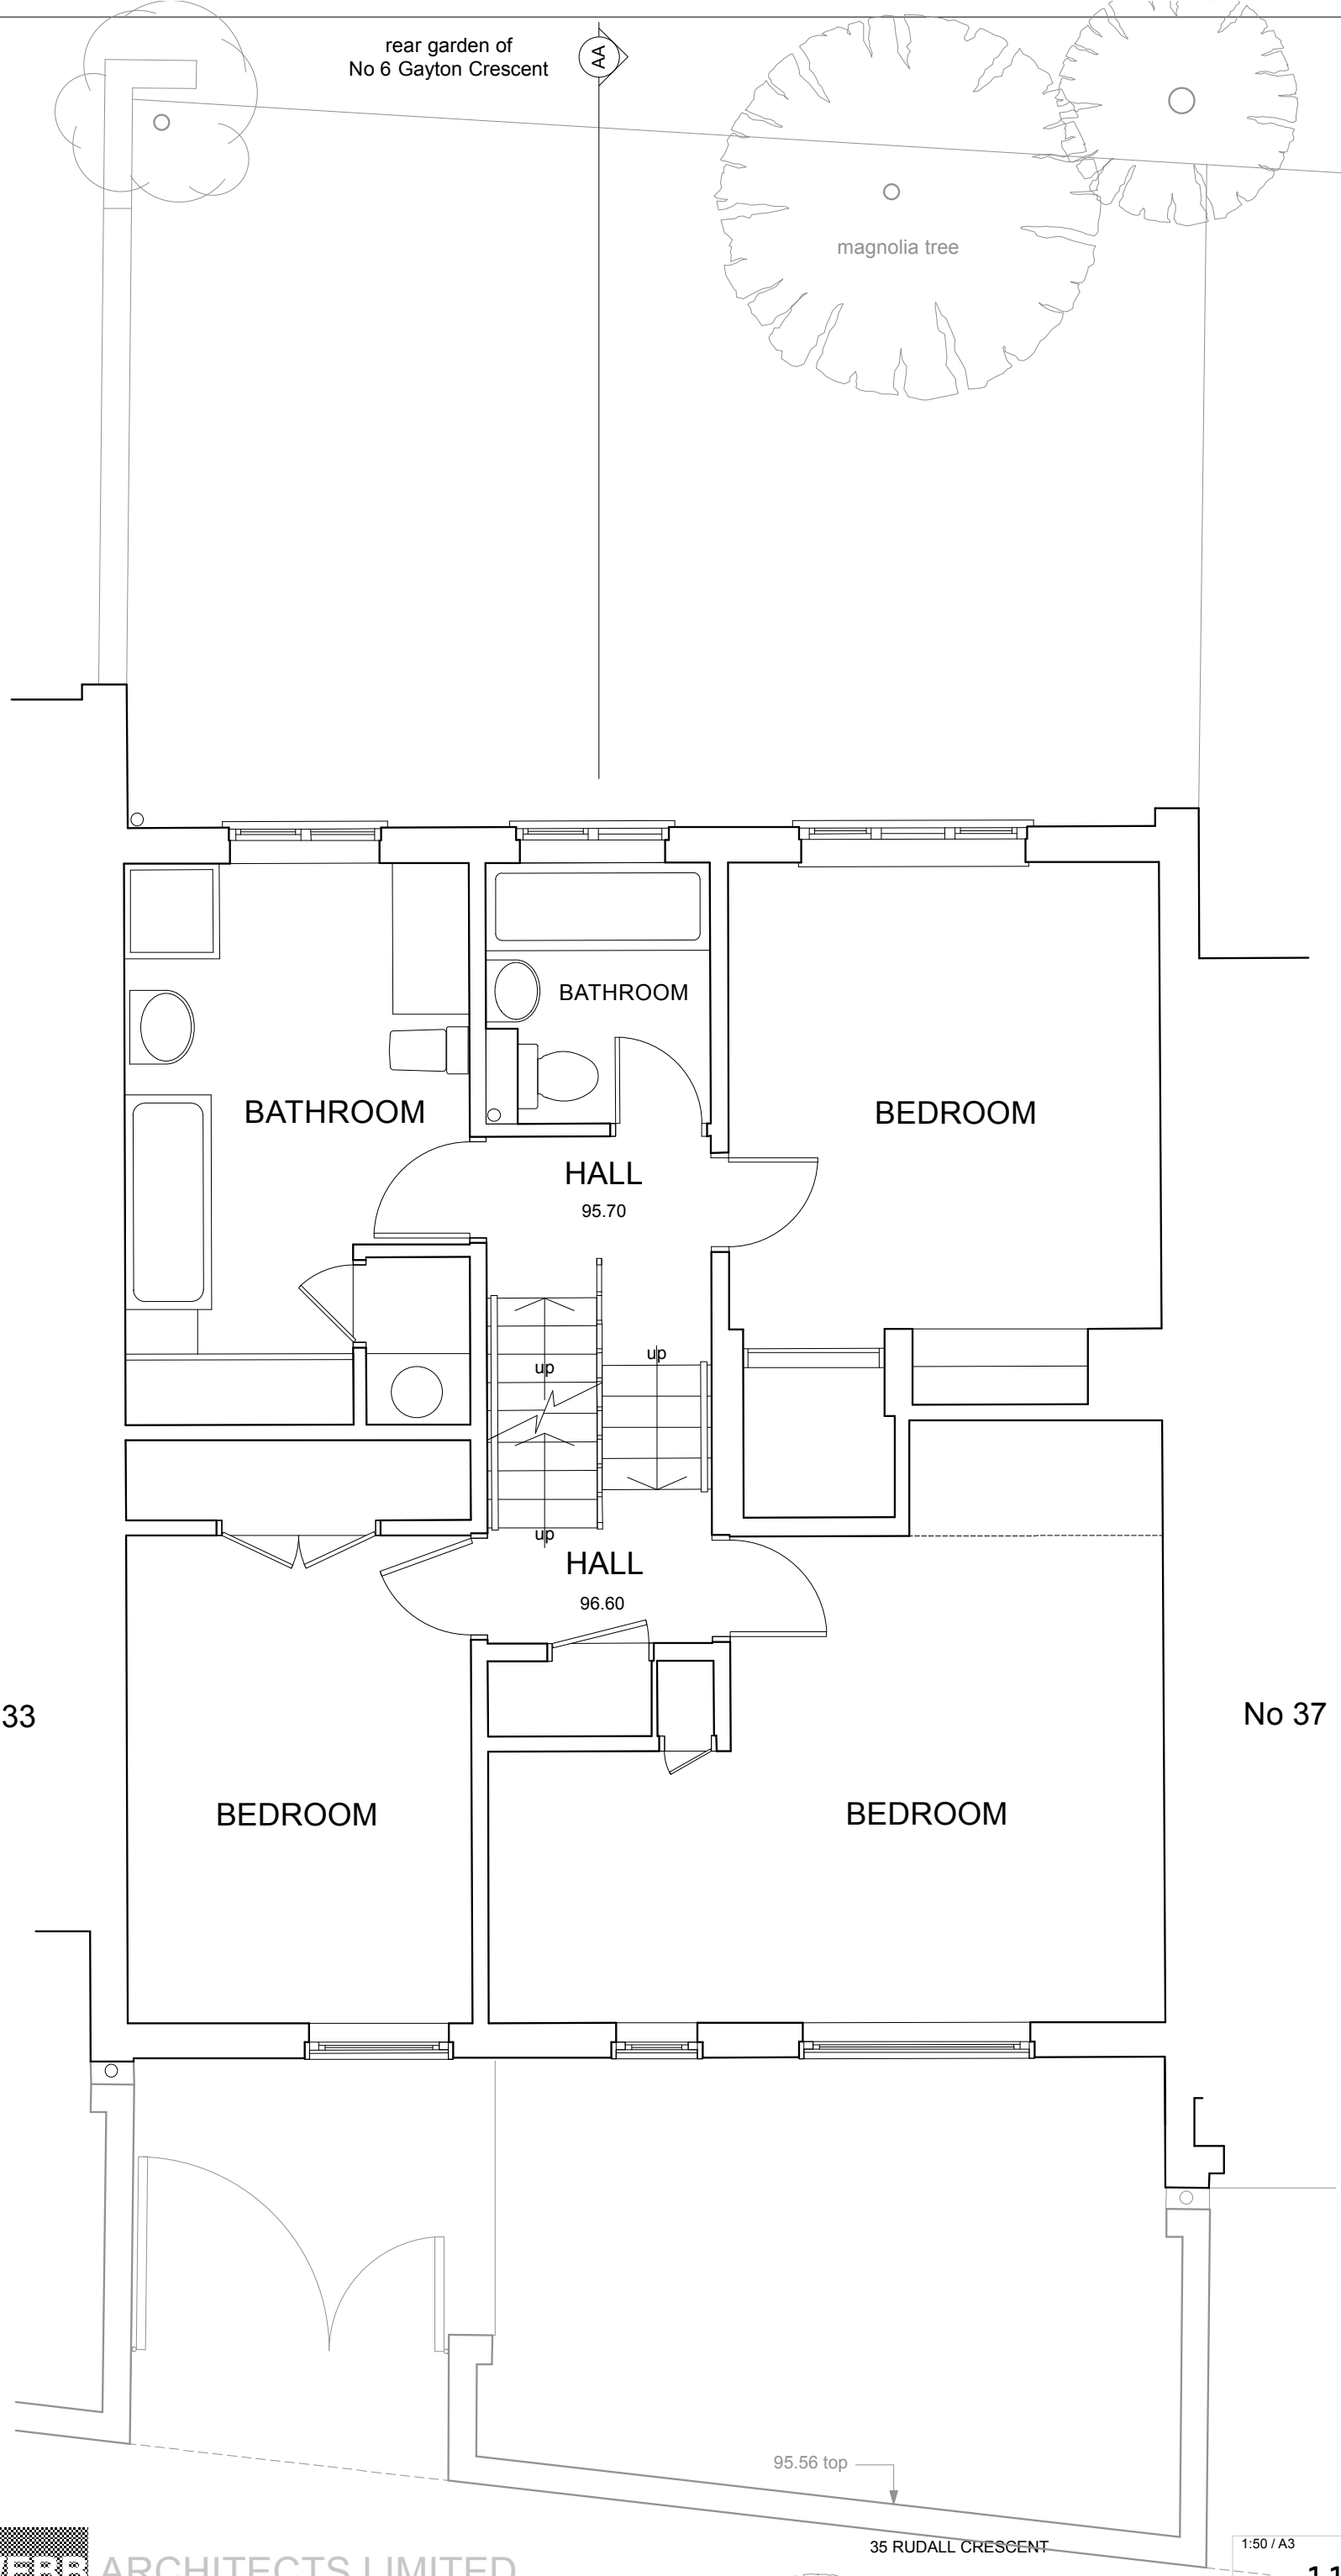 rear garden of
No 6 Gayton Crescent
AA
magnolia tree
BATHROOM
BATHROOM
BEDROOM
HALL
95.70
up
up
up
HALL
96.60
33
No 37
BEDROOM
BEDROOM
95.56 top
35 RUDALL CRESCENT
1:50 / A3
ARCHITECTS LIMITED